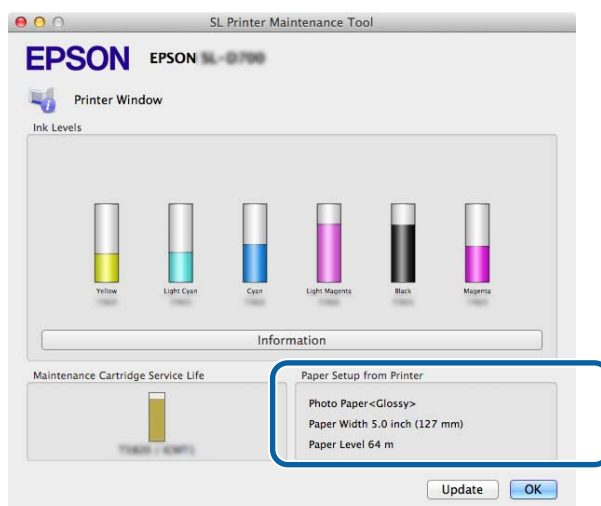 SL Printer Maintenance Tool
EPSON EPSON
Printer Window
Ink Levels
Yellow Light Cyan Cyan Light Magenta Black Magenta
Information
Maintenance Cartridge Service Life
Paper Setup from Printer
Photo Paper<Glossy>
Paper Width 5.0 inch (127 mm)
Paper Level 64 m
Update OK